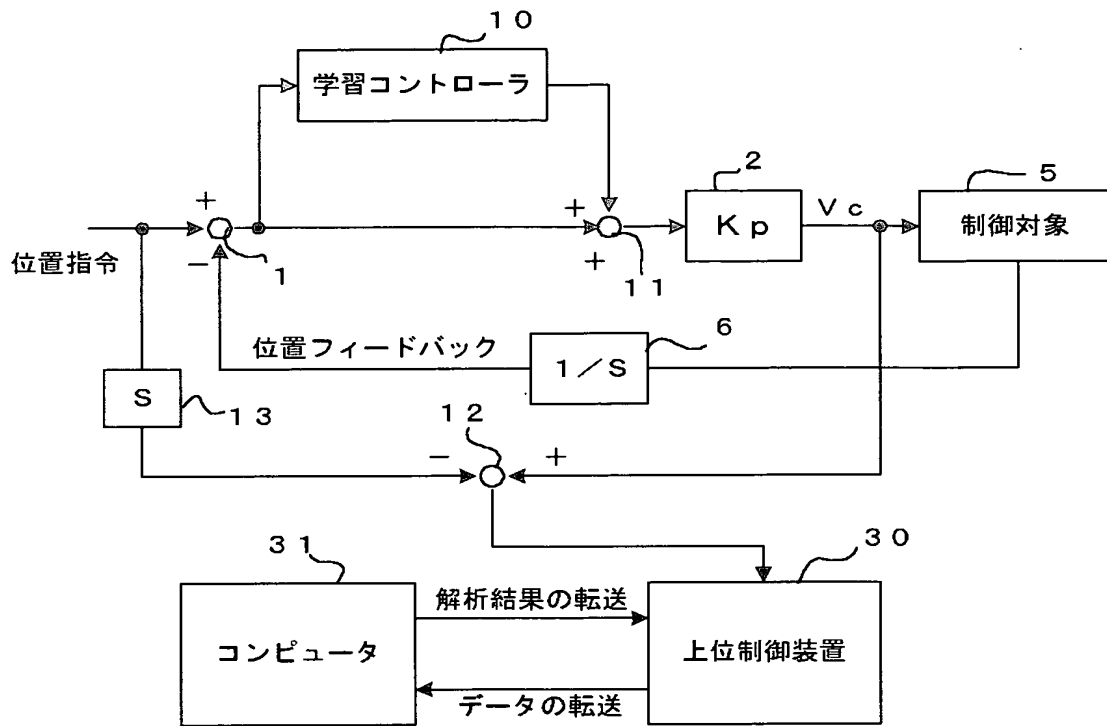 10
学習コントローラ
2
5
+
+
Kp
Vc
制御対象
位置指令
-
1
+
11
位置フィードバック
6
1/S
S
13
12
-
+
31
30
解析結果の転送
コンピュータ
上位制御装置
データの転送